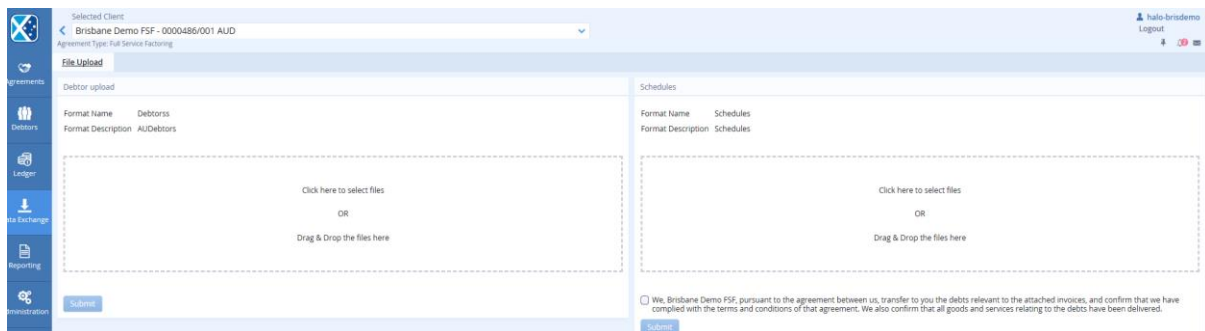 Selected Client
Brisbane Demo FSF - 0000486/001 AUD
Agreement Type: Full Service Factoring
halo-brisdemo
Logout
File Upload
greements
Debtors
Ledger
ata Exchange
Reporting
dministration
Debtor upload
Format Name Debtorss
Format Description AUDebtors
Click here to select files
OR
Drag & Drop the files here
Submit
Schedules
Format Name Schedules
Format Description Schedules
Click here to select files
OR
Drag & Drop the files here
We, Brisbane Demo FSF, pursuant to the agreement between us, transfer to you the debts relevant to the attached invoices, and confirm that we have
complied with the terms and conditions of that agreement. We also confirm that all goods and services relating to the debts have been delivered.
Submit